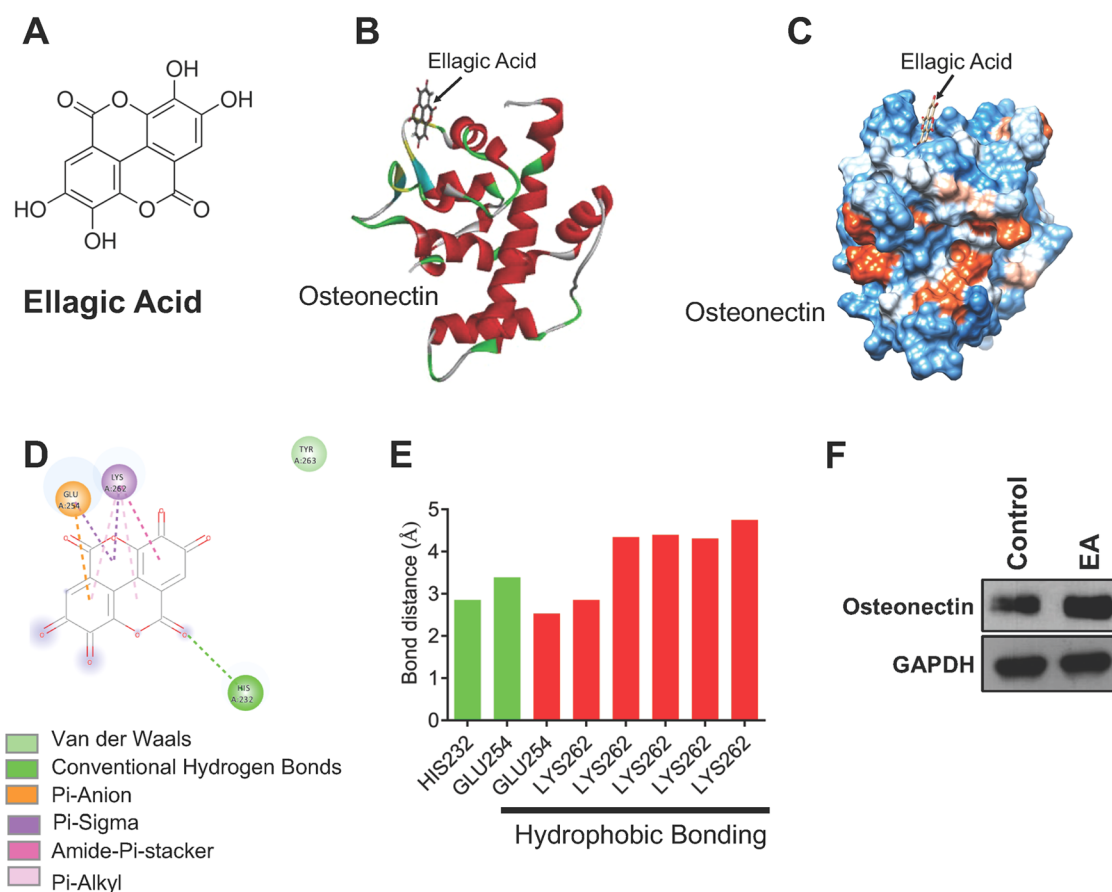 A
OH
O
O
OH
HO
O
O
OH
Ellagic Acid
B
Ellagic Acid
Osteonectin
C
Ellagic Acid
Osteonectin
D
TYR
A:263
LYS
A:262
GLU
A:254
HIS
A:232
Van der Waals
Conventional Hydrogen Bonds
Pi-Anion
Pi-Sigma
Amide-Pi-stacker
Pi-Alkyl
E
Bond distance (Å)
5
4
3
2
1
0
HIS232
GLU254
GLU254
LYS262
LYS262
LYS262
LYS262
LYS262
Hydrophobic Bonding
F
Control
EA
Osteonectin
GAPDH